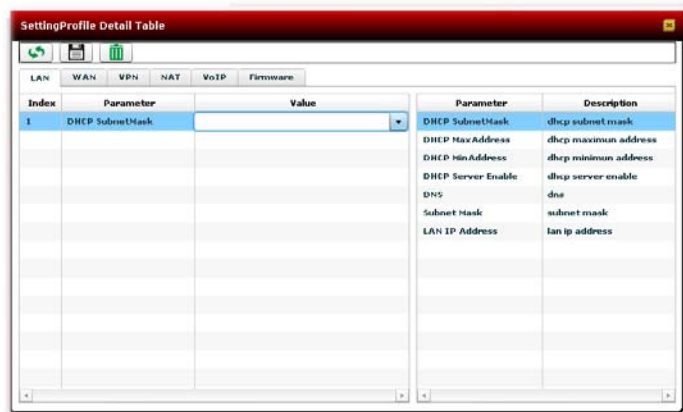 SettingProfile Detail Table
LAN WAN VPN NAT VoIP Firmware
Index Parameter Value Parameter Description
1 DHCP SubnetMask DHCP SubnetMask dhcp subnet mask
DHCP MaxAddress dhcp maximun address
DHCP MinAddress dhcp minimun address
DHCP Server Enable dhcp server enable
DNS dns
Subnet Mask subnet mask
LAN IP Address lan ip address